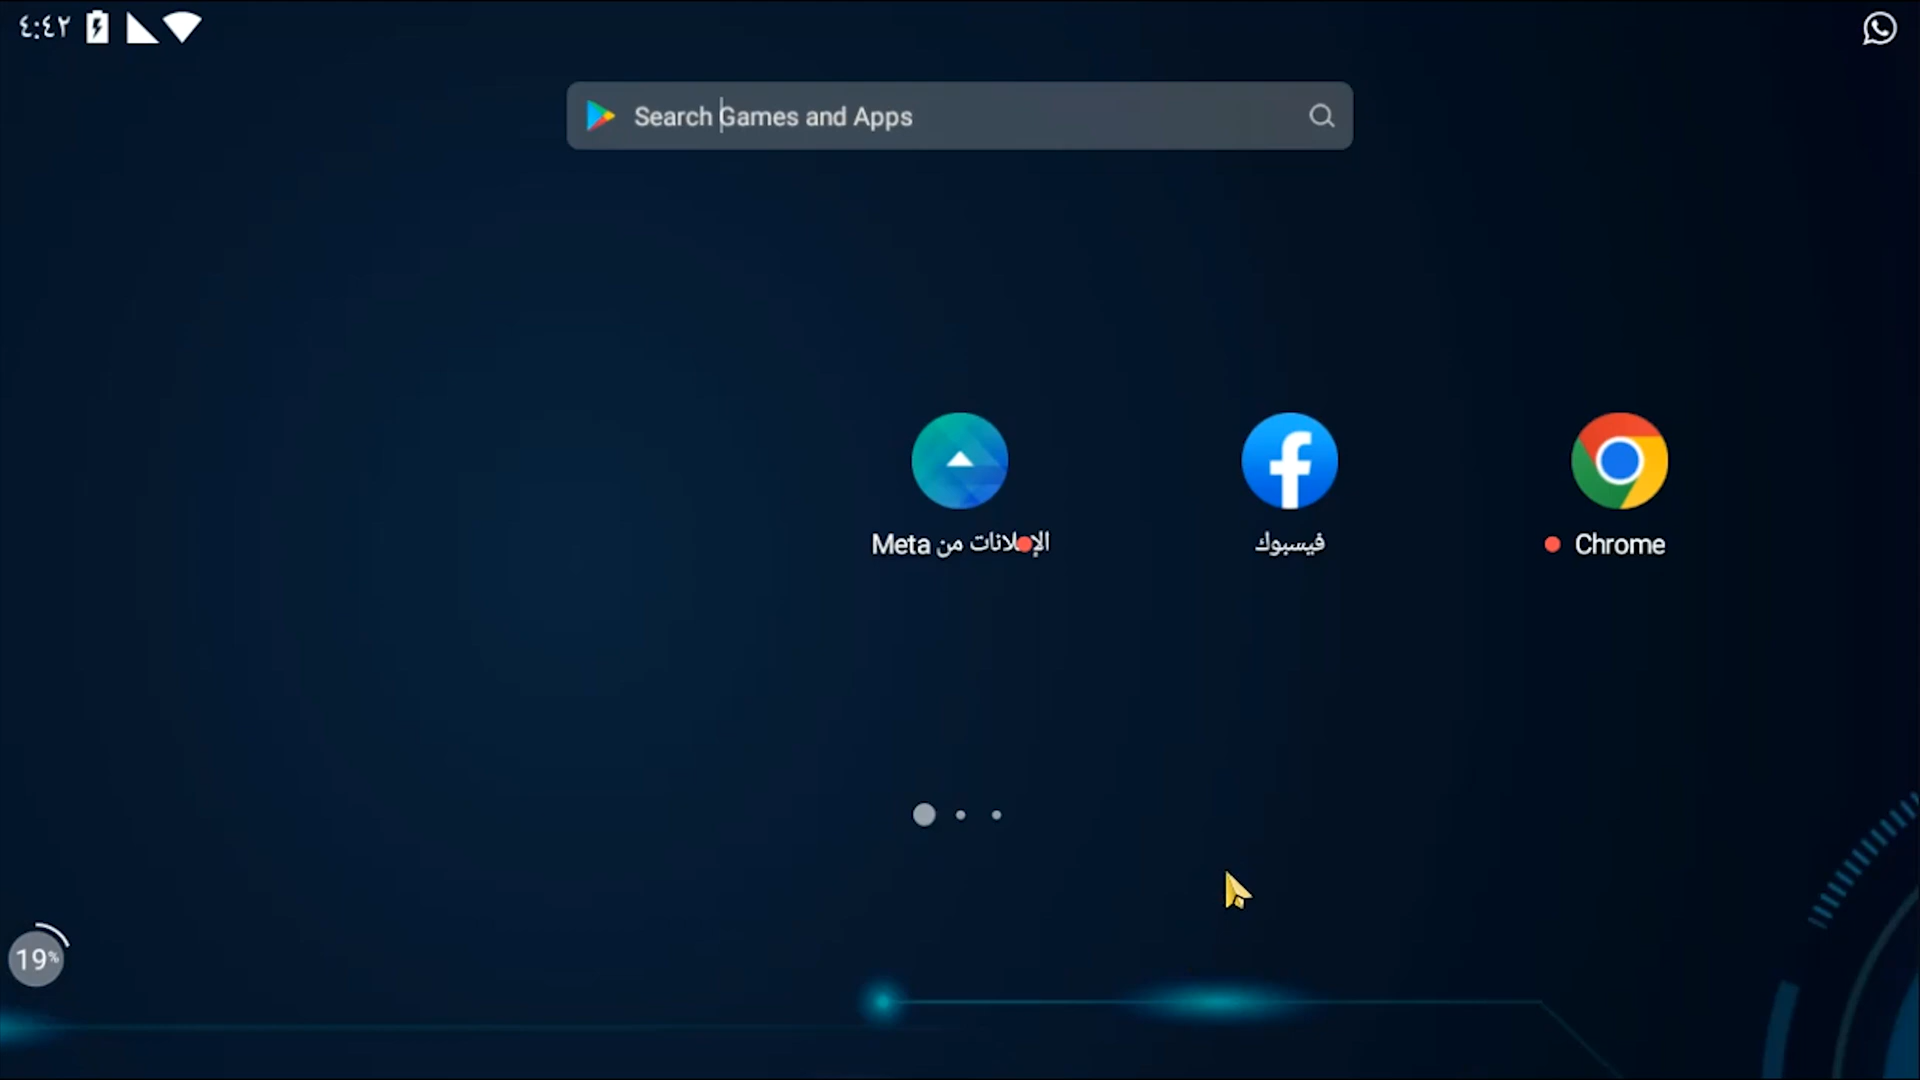 ٤:٤٢
Search Games and Apps
الإعلانات من Meta
فيسبوك
Chrome
19%